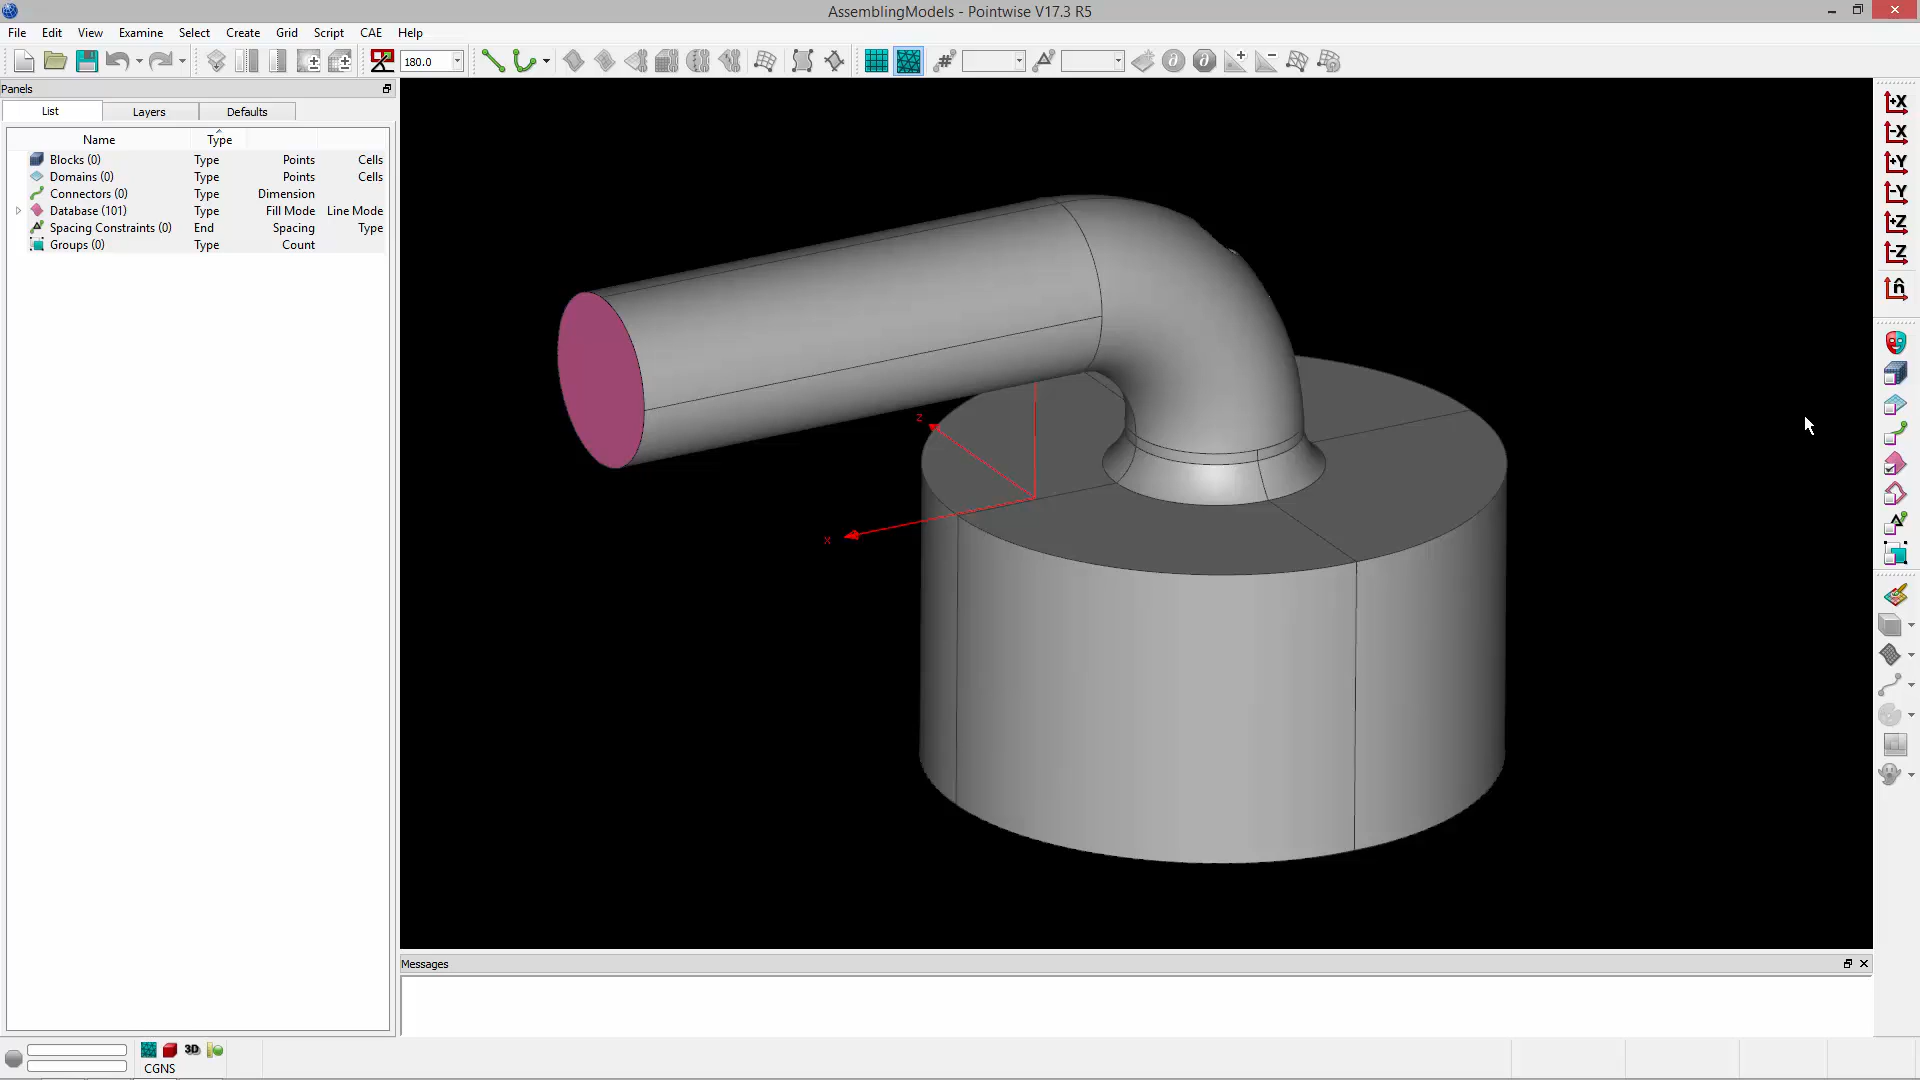 AssemblingModels - Pointwise V17.3 R5
File Edit View Examine Select Create Grid Script CAE Help
180.0
Panels
List Layers Defaults
Name Type
Blocks (0) Type Points Cells
Domains (0) Type Points Cells
Connectors (0) Type Dimension
Database (101) Type Fill Mode Line Mode
Spacing Constraints (0) End Spacing Type
Groups (0) Type Count
z
x
+X
-X
+Y
-Y
+Z
-Z
n̂
Messages
3D
CGNS